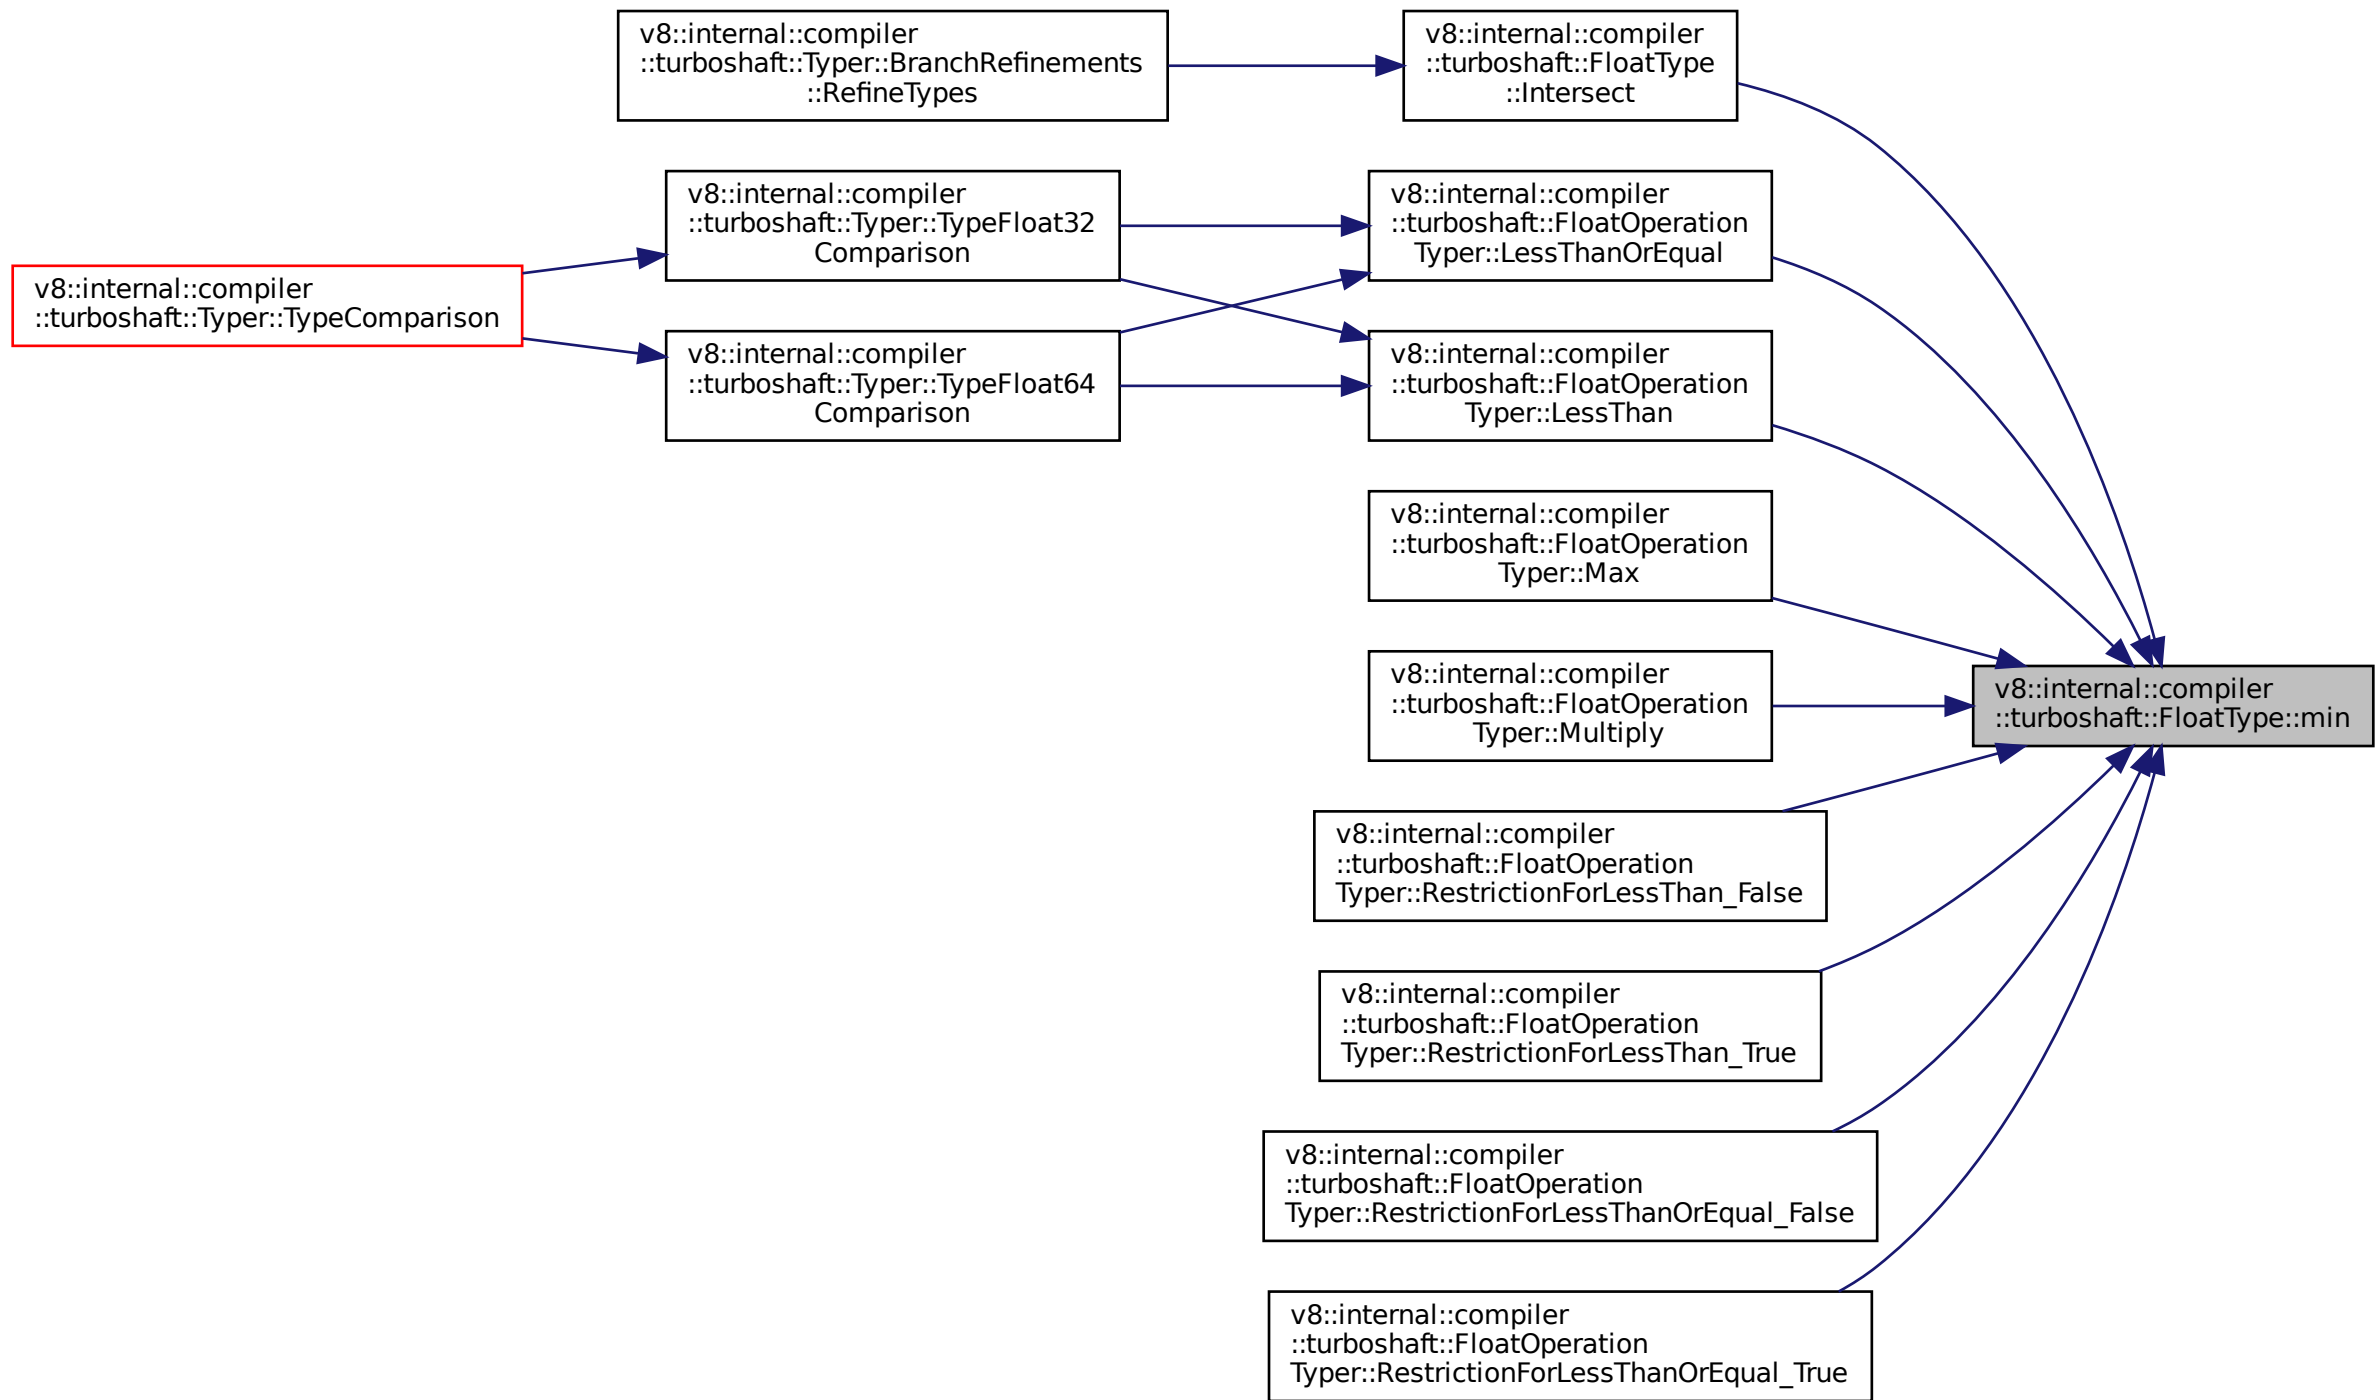 v8::internal::compiler
::turboshaft::Typer::BranchRefinements
::RefineTypes
v8::internal::compiler
::turboshaft::FloatType
::Intersect
v8::internal::compiler
::turboshaft::Typer::TypeFloat32
Comparison
v8::internal::compiler
::turboshaft::FloatOperation
Typer::LessThanOrEqual
v8::internal::compiler
::turboshaft::Typer::TypeComparison
v8::internal::compiler
::turboshaft::Typer::TypeFloat64
Comparison
v8::internal::compiler
::turboshaft::FloatOperation
Typer::LessThan
v8::internal::compiler
::turboshaft::FloatOperation
Typer::Max
v8::internal::compiler
::turboshaft::FloatOperation
Typer::Multiply
v8::internal::compiler
::turboshaft::FloatType::min
v8::internal::compiler
::turboshaft::FloatOperation
Typer::RestrictionForLessThan_False
v8::internal::compiler
::turboshaft::FloatOperation
Typer::RestrictionForLessThan_True
v8::internal::compiler
::turboshaft::FloatOperation
Typer::RestrictionForLessThanOrEqual_False
v8::internal::compiler
::turboshaft::FloatOperation
Typer::RestrictionForLessThanOrEqual_True